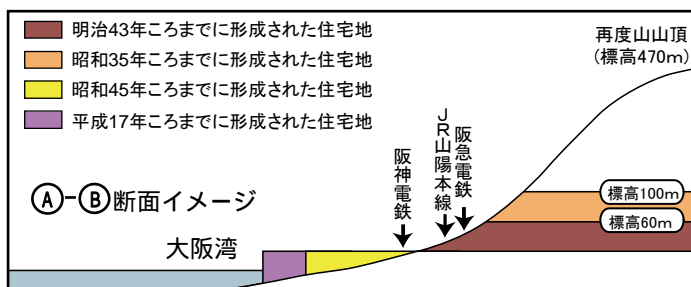 明治43年ころまでに形成された住宅地
昭和35年ころまでに形成された住宅地
昭和45年ころまでに形成された住宅地
平成17年ころまでに形成された住宅地
再度山山頂
(標高470m)
Ⓐ-Ⓑ断面イメージ
大阪湾
阪神電鉄
JR山陽本線
阪急電鉄
標高100m
標高60m